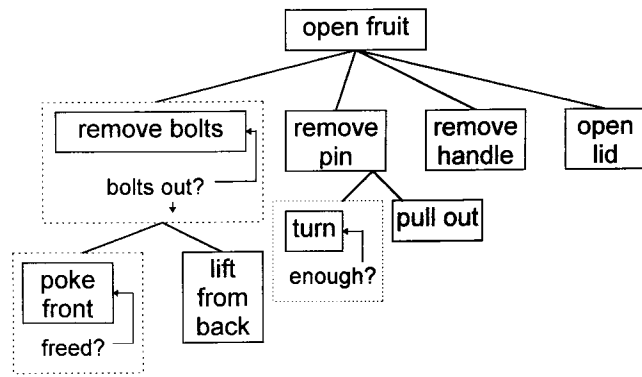 open fruit
remove bolts
bolts out?
remove
pin
remove
handle
open
lid
poke
front
freed?
lift
from
back
turn
enough?
pull out